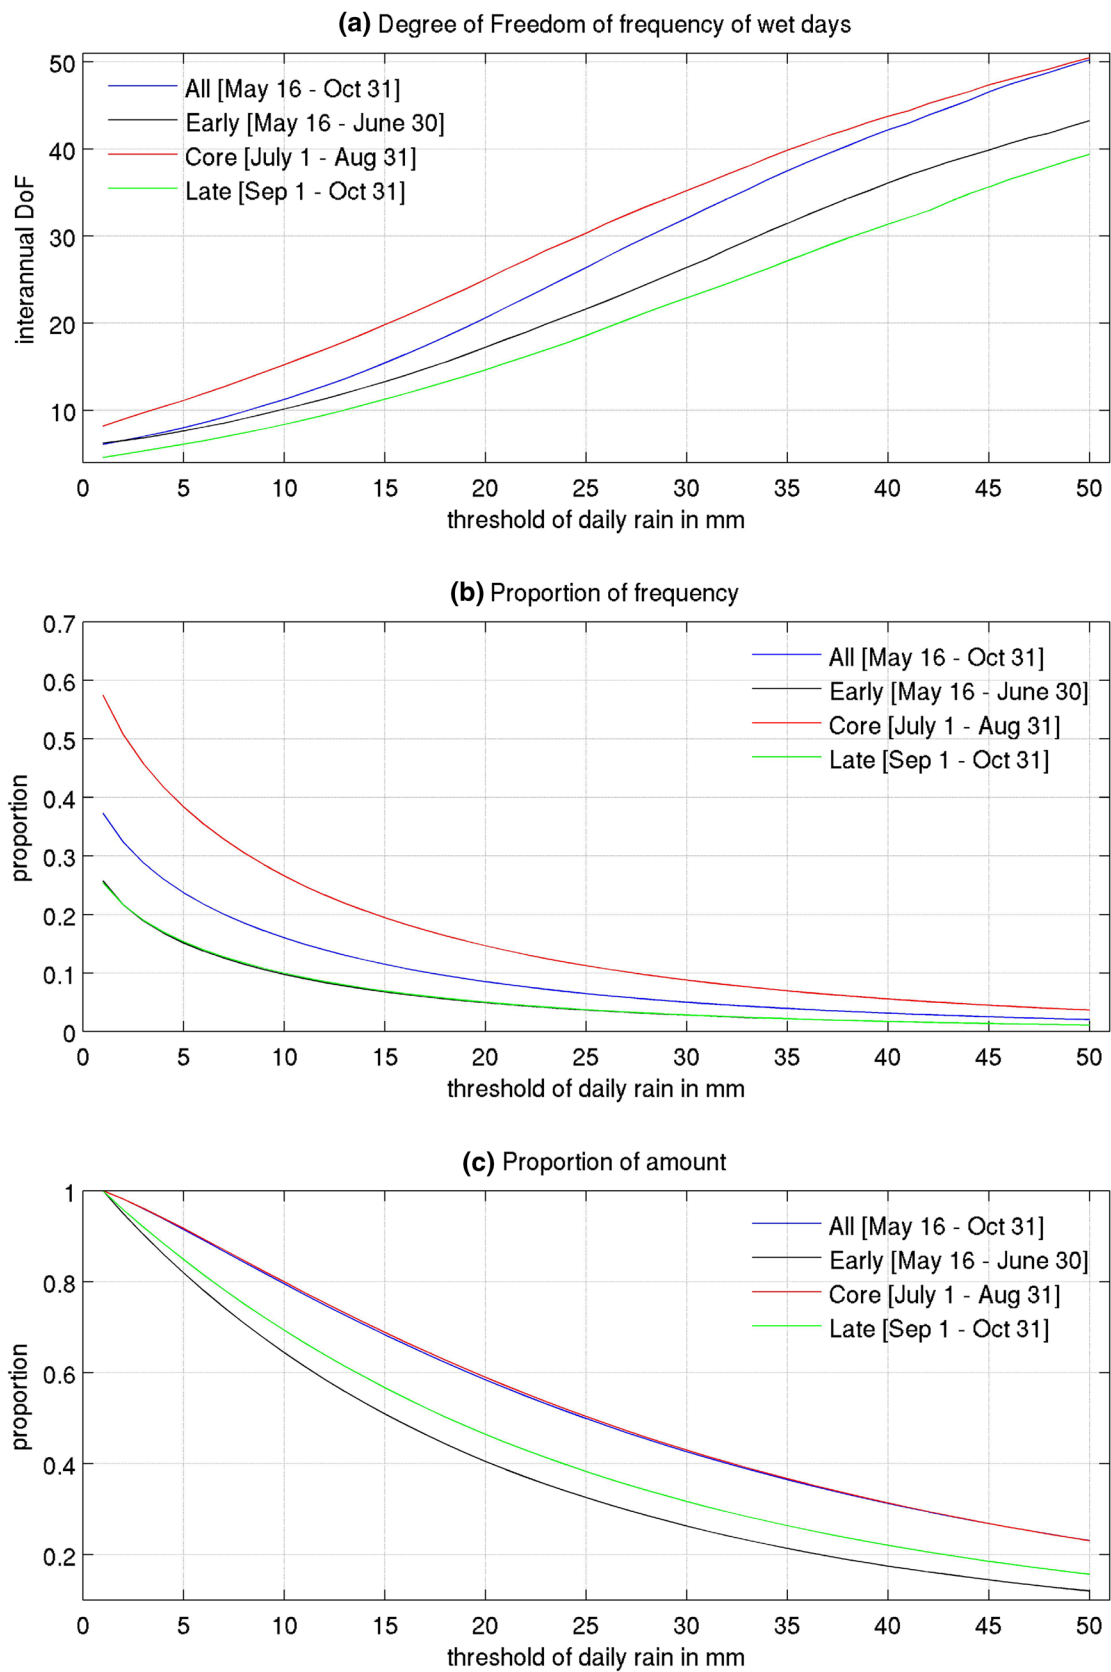 (a) Degree of Freedom of frequency of wet days
All [May 16 - Oct 31]
Early [May 16 - June 30]
Core [July 1 - Aug 31]
Late [Sep 1 - Oct 31]
interannual DoF
50
40
30
20
10
0 5 10 15 20 25 30 35 40 45 50
threshold of daily rain in mm
(b) Proportion of frequency
All [May 16 - Oct 31]
Early [May 16 - June 30]
Core [July 1 - Aug 31]
Late [Sep 1 - Oct 31]
proportion
0.7
0.6
0.5
0.4
0.3
0.2
0.1
0
0 5 10 15 20 25 30 35 40 45 50
threshold of daily rain in mm
(c) Proportion of amount
All [May 16 - Oct 31]
Early [May 16 - June 30]
Core [July 1 - Aug 31]
Late [Sep 1 - Oct 31]
proportion
1
0.8
0.6
0.4
0.2
0 5 10 15 20 25 30 35 40 45 50
threshold of daily rain in mm